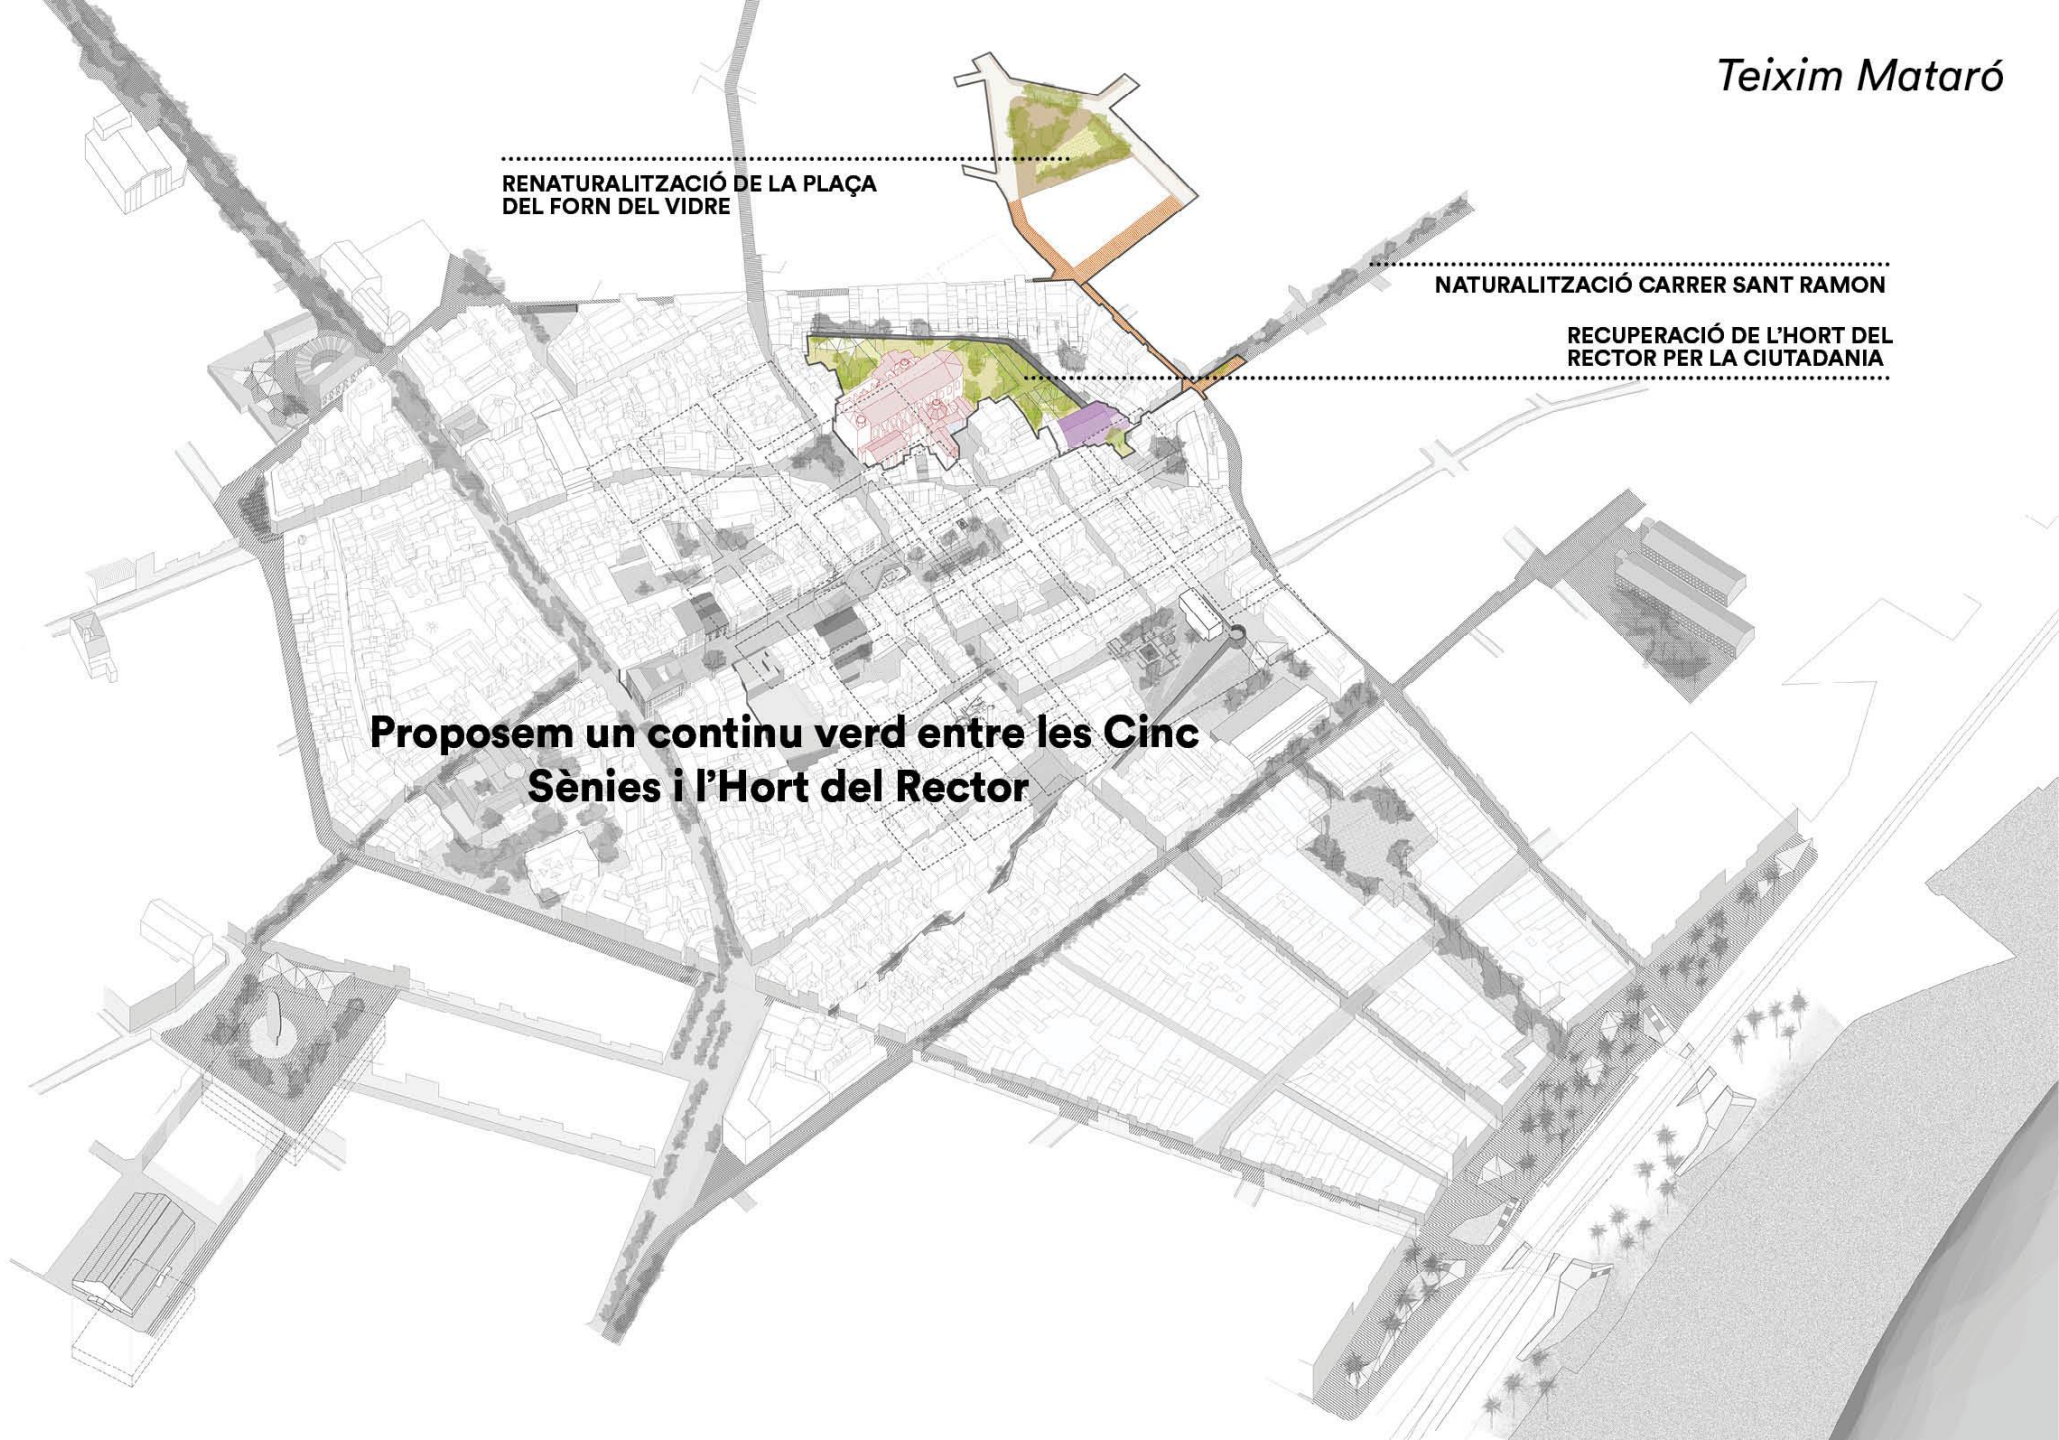 Teixim Mataró
RENATURALITZACIÓ DE LA PLAÇA
DEL FORN DEL VIDRE
NATURALITZACIÓ CARRER SANT RAMON
RECUPERACIÓ DE L'HORT DEL
RECTOR PER LA CIUTADANIA
Proposem un continu verd entre les Cinc
Sènies i l'Hort del Rector